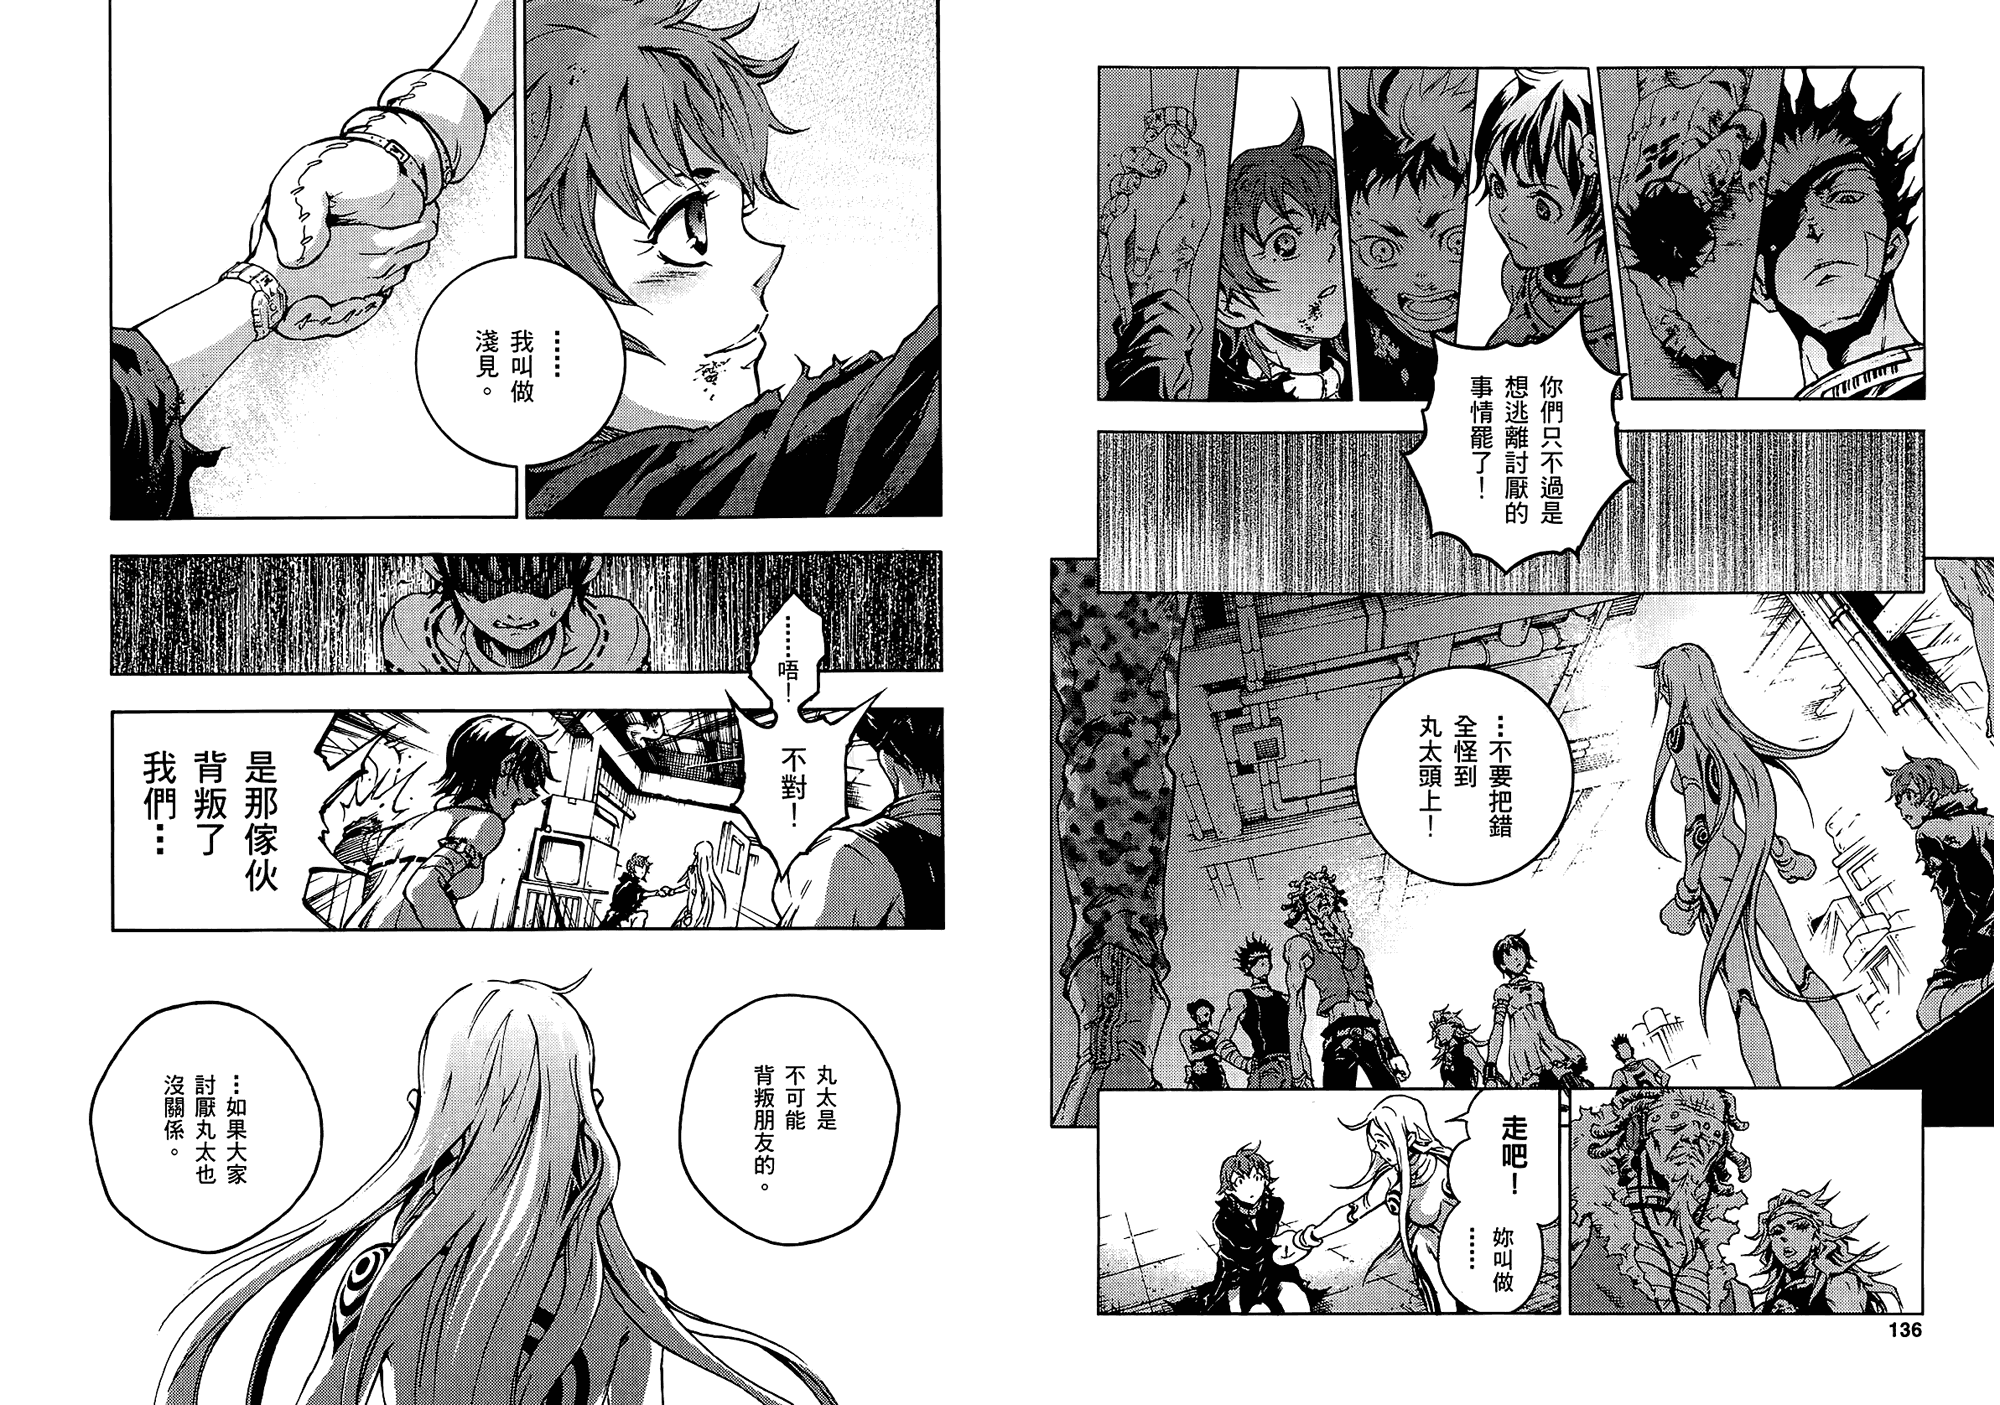 你們只不過是
想逃離討厭的
事情罷了！
…不要把錯
全怪到
丸太頭上！
走吧！
妳叫做
……
136
……
我叫做
淺見。
……唔！
不對！
是那傢伙
背叛了
我們…
丸太是
不可能
背叛朋友的。
…如果大家
討厭丸太也
沒關係。